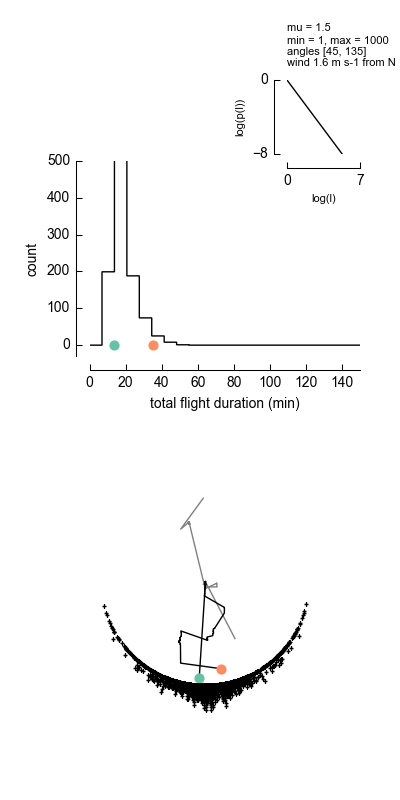 mu = 1.5
min = 1, max = 1000
angles [45, 135]
wind 1.6 m s-1 from N
0
−8
log(p(l))
0 7
log(l)
500
400
300
200
100
0
count
0 20 40 60 80 100 120 140
total flight duration (min)